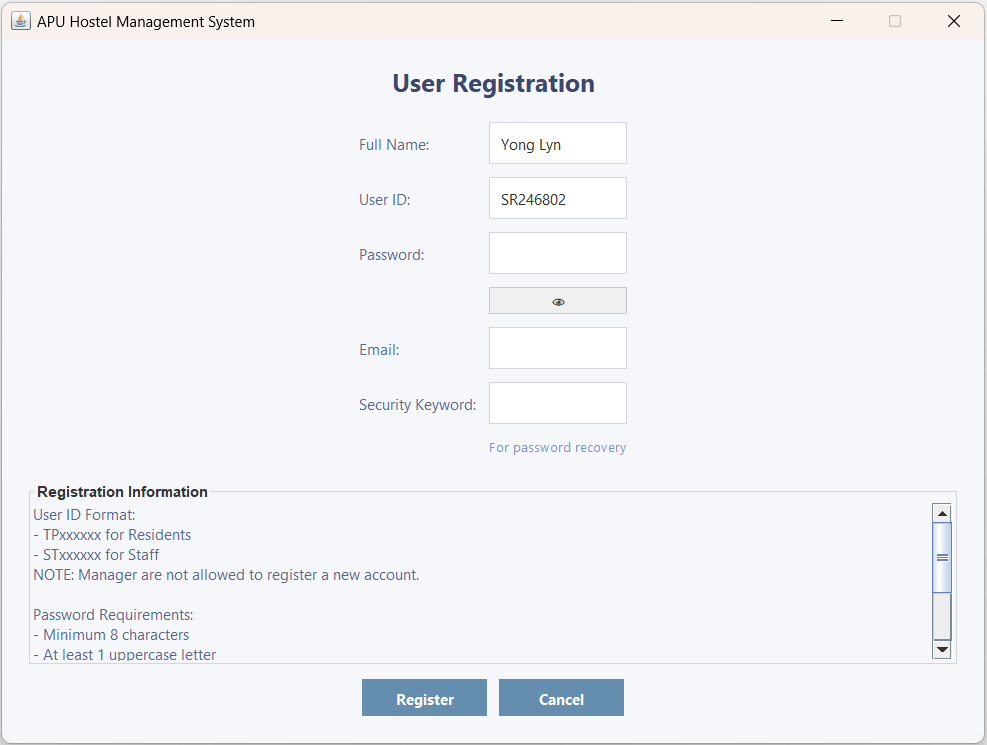 APU Hostel Management System
User Registration
Full Name: Yong Lyn
User ID: SR246802
Password:
Email:
Security Keyword:
For password recovery
Registration Information
User ID Format:
- TPxxxxxx for Residents
- STxxxxxx for Staff
NOTE: Manager are not allowed to register a new account.
Password Requirements:
- Minimum 8 characters
- At least 1 uppercase letter
Register Cancel